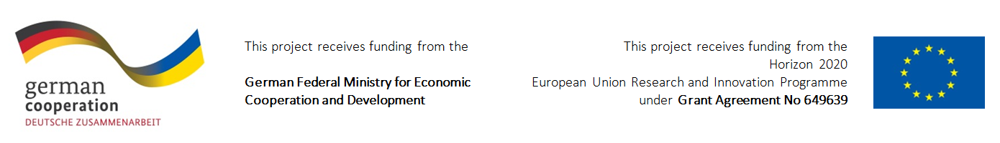 german
cooperation
DEUTSCHE ZUSAMMENARBEIT
This project receives funding from the
German Federal Ministry for Economic
Cooperation and Development
This project receives funding from the
Horizon 2020
European Union Research and Innovation Programme
under Grant Agreement No 649639